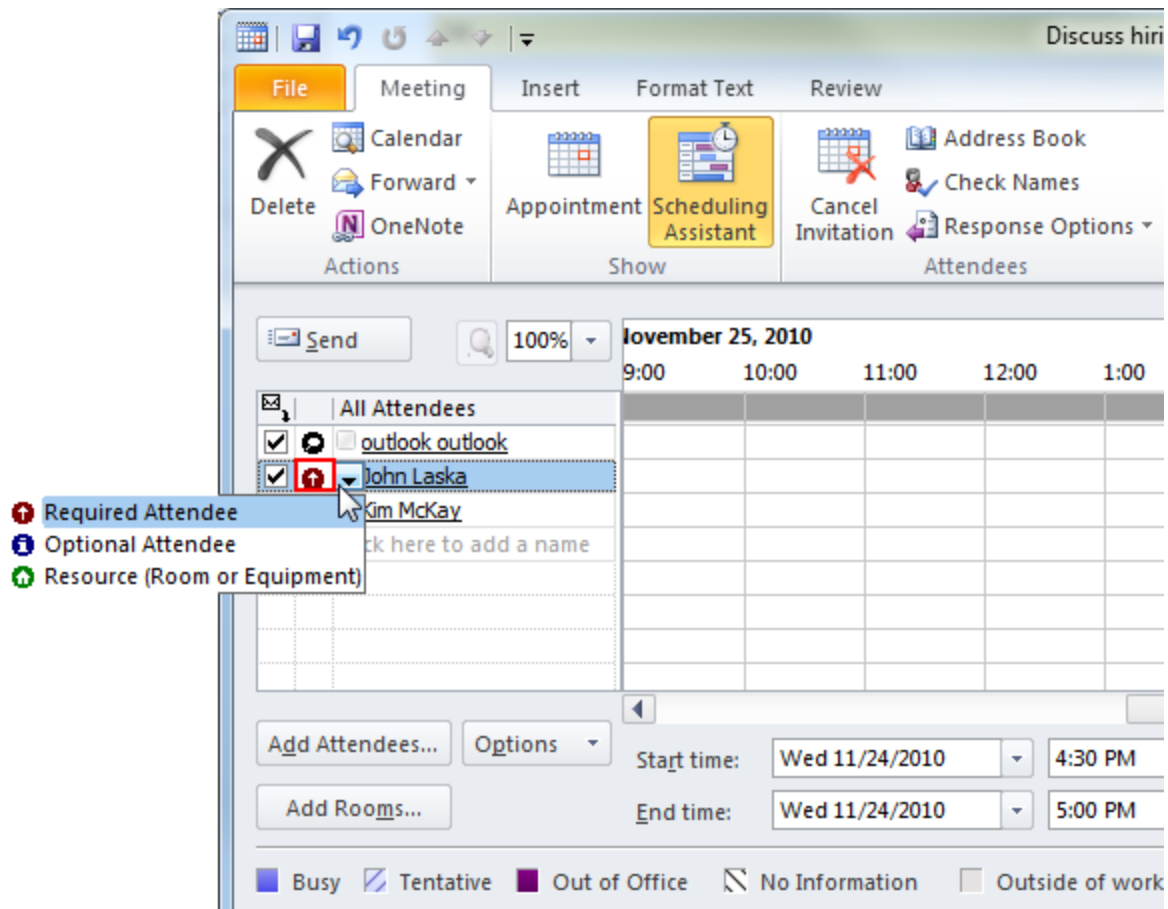 Discuss hiri
File Meeting Insert Format Text Review
Delete
Calendar
Forward
OneNote
Actions
Appointment
Scheduling
Assistant
Show
Cancel
Invitation
Address Book
Check Names
Response Options
Attendees
Send
100%
November 25, 2010
9:00 10:00 11:00 12:00 1:00
All Attendees
outlook outlook
John Laska
Kim McKay
ck here to add a name
Required Attendee
Optional Attendee
Resource (Room or Equipment)
Add Attendees...
Options
Add Rooms...
Start time: Wed 11/24/2010 4:30 PM
End time: Wed 11/24/2010 5:00 PM
Busy Tentative Out of Office No Information Outside of work